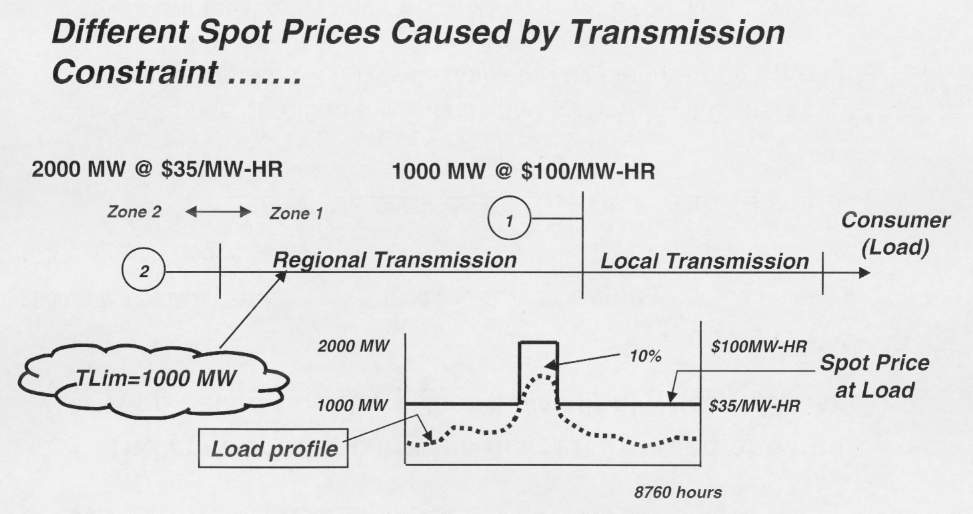 Different Spot Prices Caused by Transmission
Constraint .......
2000 MW @ $35/MW-HR
1000 MW @ $100/MW-HR
Zone 2
Zone 1
1
Consumer
(Load)
2
Regional Transmission
Local Transmission
TLim=1000 MW
2000 MW
10%
$100MW-HR
Spot Price
at Load
1000 MW
$35/MW-HR
Load profile
8760 hours